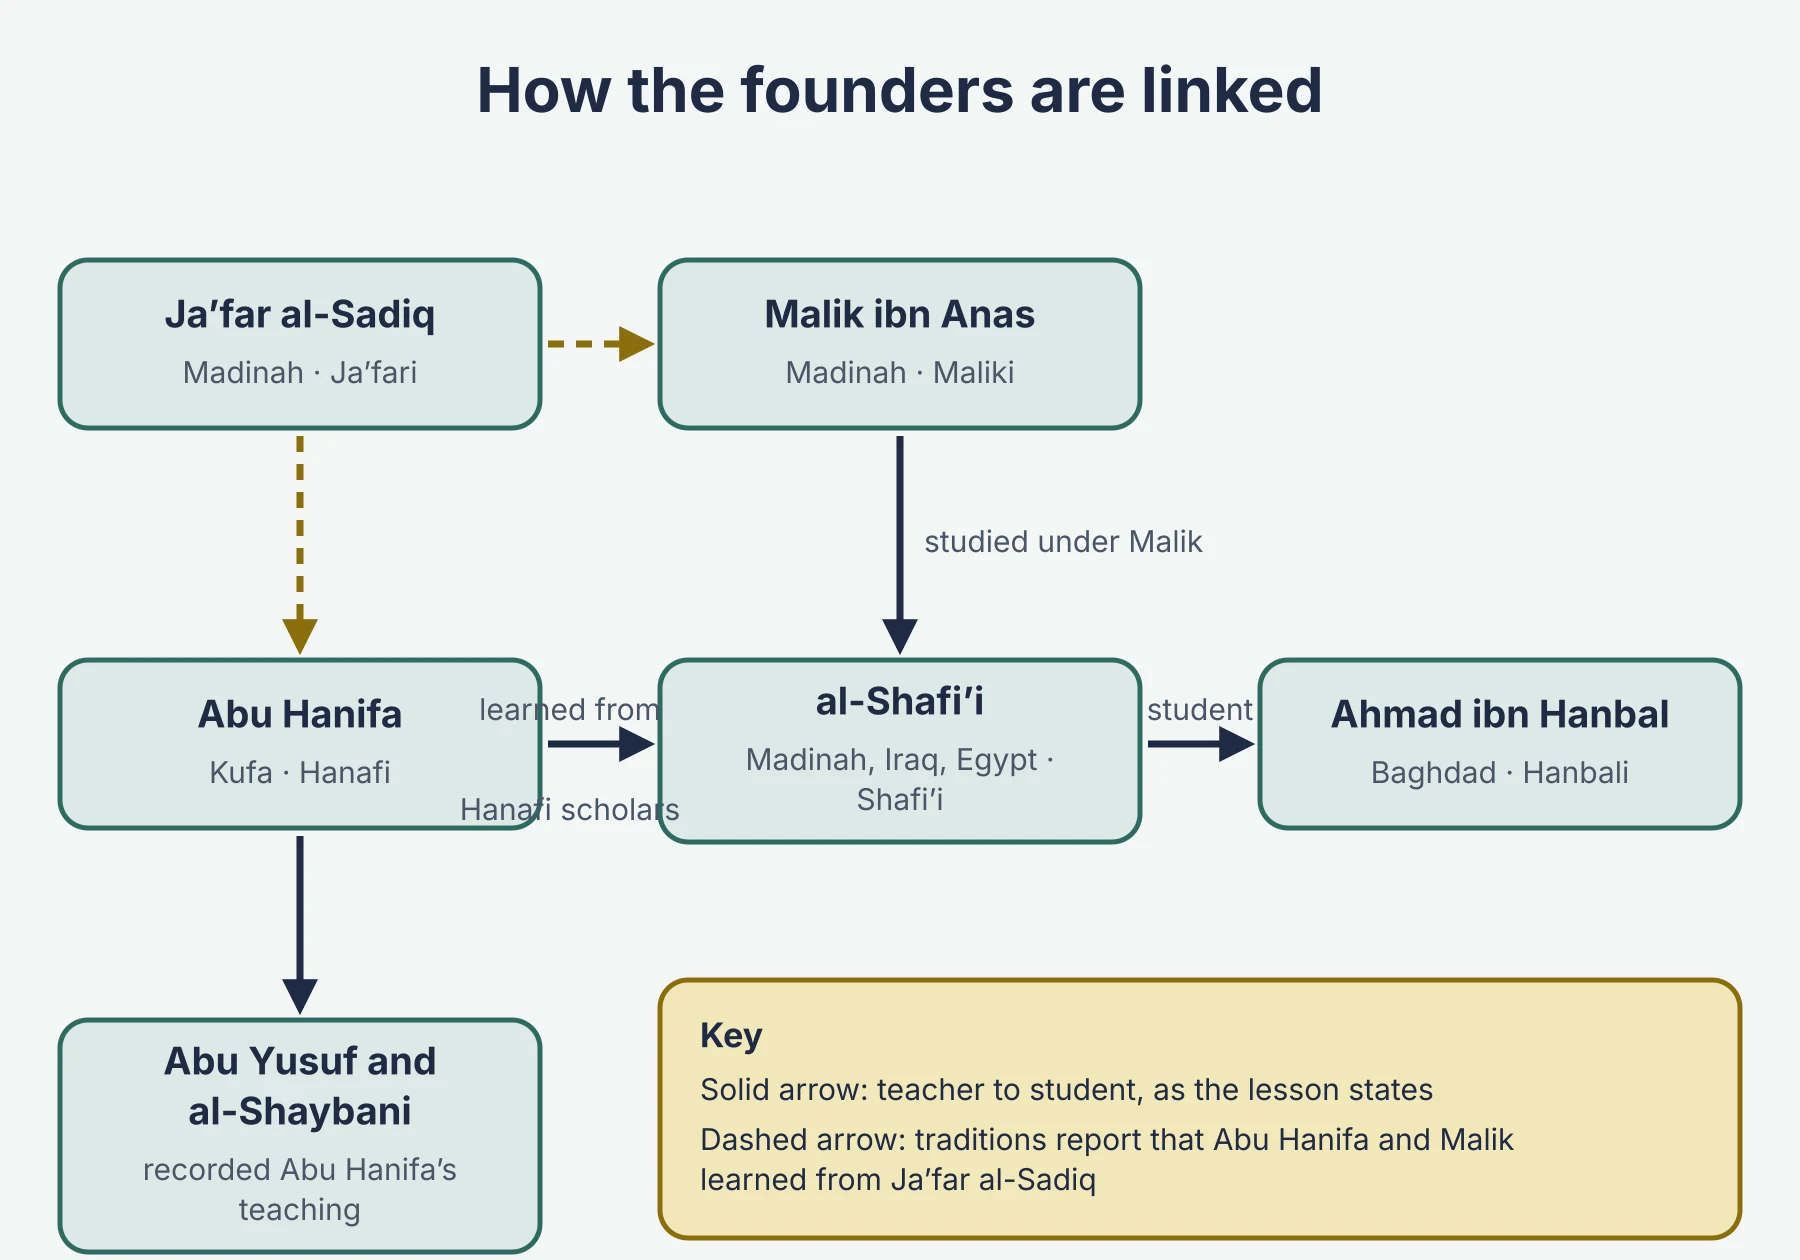 How the founders are linked
Ja’far al-Sadiq
Madinah · Ja’fari
Malik ibn Anas
Madinah · Maliki
studied under Malik
Abu Hanifa
Kufa · Hanafi
learned from
Hanafi scholars
al-Shafi’i
Madinah, Iraq, Egypt ·
Shafi’i
student
Ahmad ibn Hanbal
Baghdad · Hanbali
Abu Yusuf and
al-Shaybani
recorded Abu Hanifa’s
teaching
Key
Solid arrow: teacher to student, as the lesson states
Dashed arrow: traditions report that Abu Hanifa and Malik
learned from Ja’far al-Sadiq